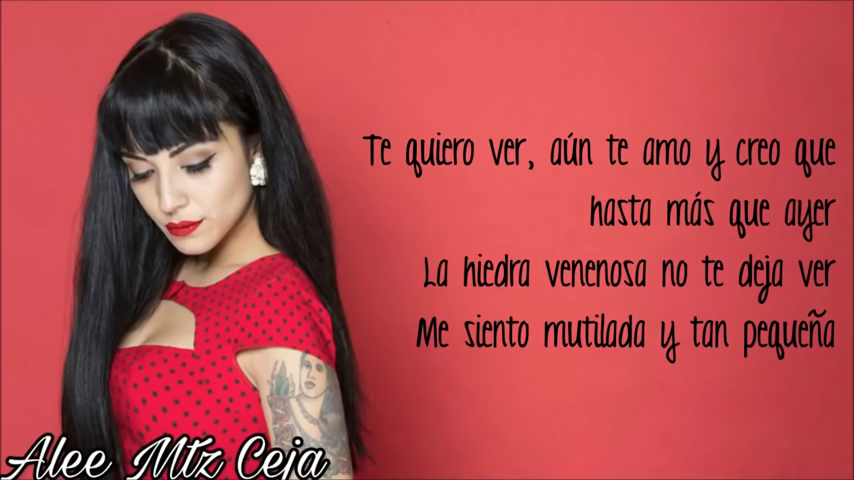 Te quiero ver, aún te amo y creo que
hasta más que ayer
La hiedra venenosa no te deja ver
Me siento mutilada y tan pequeña
Alee Mtz Ceja